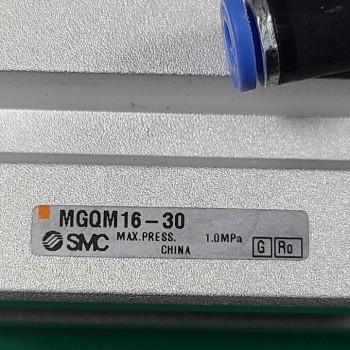 MGQM16-30
SMC MAX.PRESS. 1.0MPa
CHINA G Ro